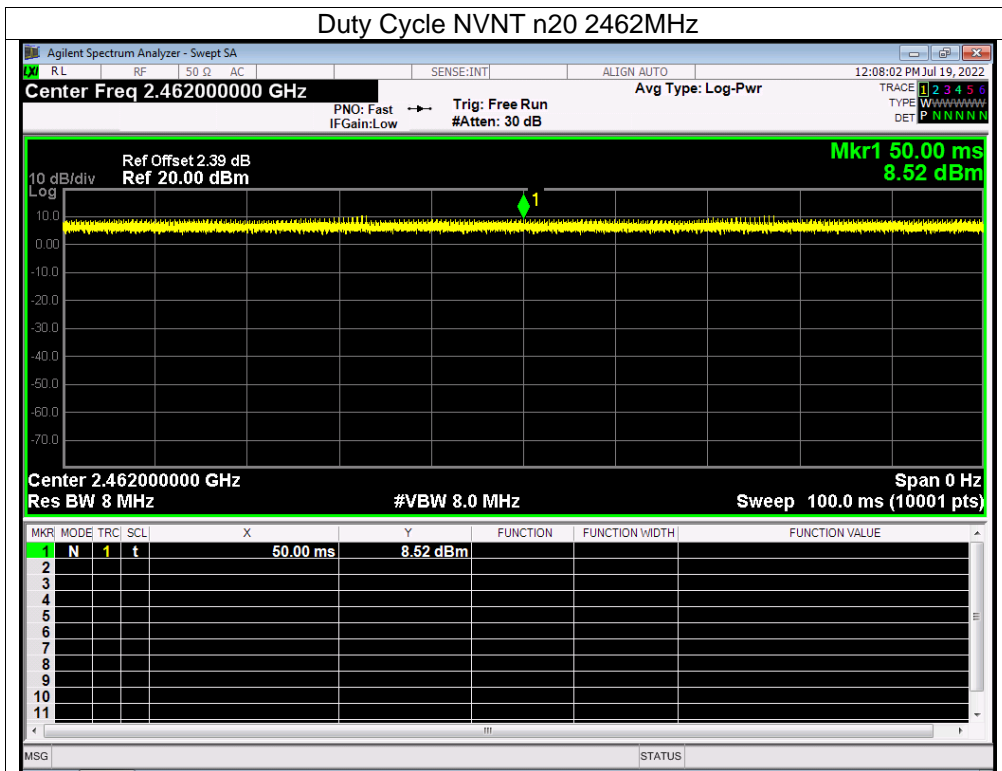 Duty Cycle NVNT n20 2462MHz
Agilent Spectrum Analyzer - Swept SA
LXI RL RF 50 Ω AC SENSE:INT ALIGN AUTO 12:08:02 PM Jul 19, 2022
Center Freq 2.462000000 GHz Avg Type: Log-Pwr TRACE 1 2 3 4 5 6
PNO: Fast Trig: Free Run TYPE W
IFGain:Low #Atten: 30 dB DET P N N N N N
Mkr1 50.00 ms
8.52 dBm
Ref Offset 2.39 dB
10 dB/div Ref 20.00 dBm
Log
1
10.0
0.00
-10.0
-20.0
-30.0
-40.0
-50.0
-60.0
-70.0
Center 2.462000000 GHz Span 0 Hz
Res BW 8 MHz #VBW 8.0 MHz Sweep 100.0 ms (10001 pts)
MKR MODE TRC SCL X Y FUNCTION FUNCTION WIDTH FUNCTION VALUE
1 N 1 t 50.00 ms 8.52 dBm
2
3
4
5
6
7
8
9
10
11
MSG STATUS